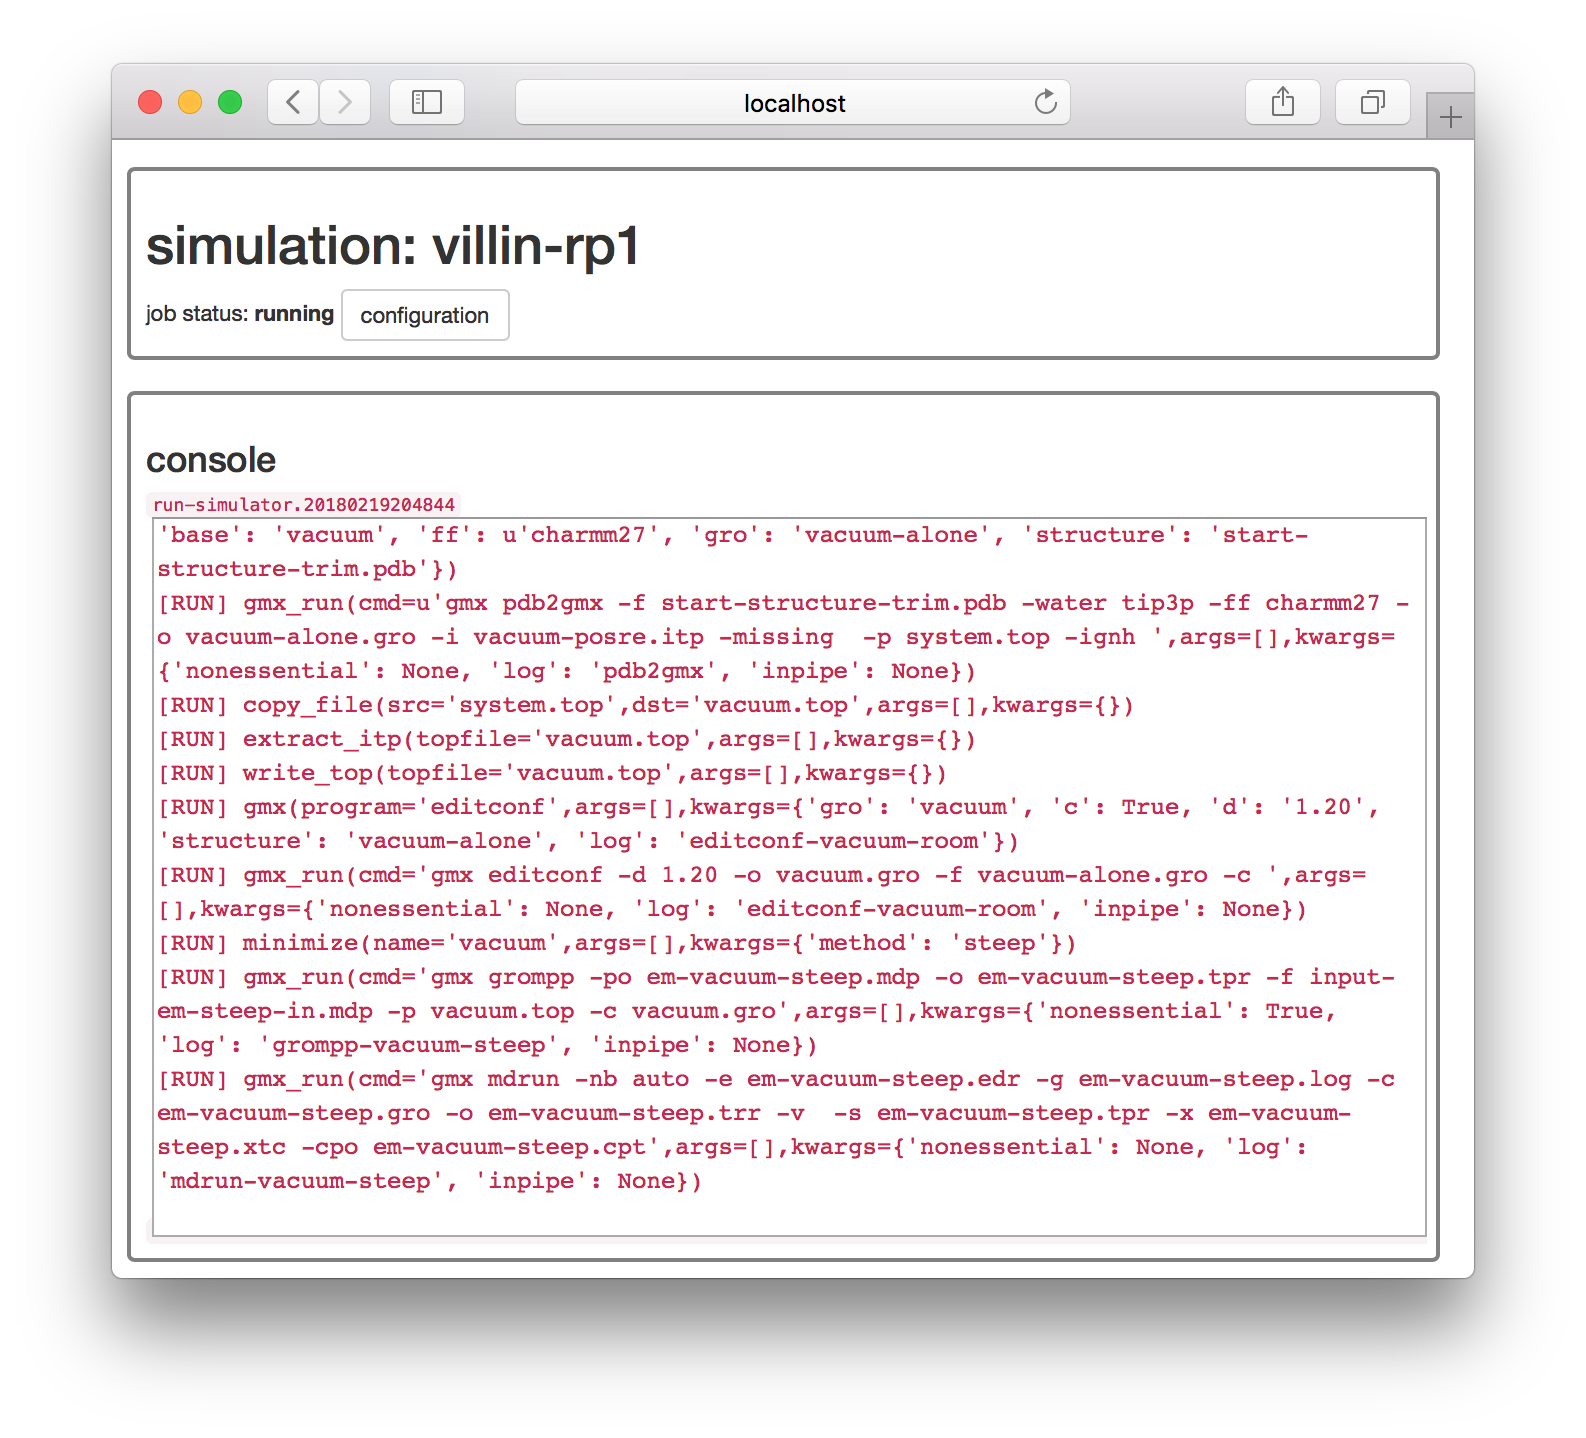 localhost
simulation: villin-rp1
job status: running configuration
console
run-simulator.20180219204844
'base': 'vacuum', 'ff': u'charmm27', 'gro': 'vacuum-alone', 'structure': 'start-
structure-trim.pdb'})
[RUN] gmx_run(cmd=u'gmx pdb2gmx -f start-structure-trim.pdb -water tip3p -ff charmm27 -
o vacuum-alone.gro -i vacuum-posre.itp -missing  -p system.top -ignh ',args=[],kwargs=
{'nonessential': None, 'log': 'pdb2gmx', 'inpipe': None})
[RUN] copy_file(src='system.top',dst='vacuum.top',args=[],kwargs={})
[RUN] extract_itp(topfile='vacuum.top',args=[],kwargs={})
[RUN] write_top(topfile='vacuum.top',args=[],kwargs={})
[RUN] gmx(program='editconf',args=[],kwargs={'gro': 'vacuum', 'c': True, 'd': '1.20',
'structure': 'vacuum-alone', 'log': 'editconf-vacuum-room'})
[RUN] gmx_run(cmd='gmx editconf -d 1.20 -o vacuum.gro -f vacuum-alone.gro -c ',args=
[],kwargs={'nonessential': None, 'log': 'editconf-vacuum-room', 'inpipe': None})
[RUN] minimize(name='vacuum',args=[],kwargs={'method': 'steep'})
[RUN] gmx_run(cmd='gmx grompp -po em-vacuum-steep.mdp -o em-vacuum-steep.tpr -f input-
em-steep-in.mdp -p vacuum.top -c vacuum.gro',args=[],kwargs={'nonessential': True,
'log': 'grompp-vacuum-steep', 'inpipe': None})
[RUN] gmx_run(cmd='gmx mdrun -nb auto -e em-vacuum-steep.edr -g em-vacuum-steep.log -c
em-vacuum-steep.gro -o em-vacuum-steep.trr -v  -s em-vacuum-steep.tpr -x em-vacuum-
steep.xtc -cpo em-vacuum-steep.cpt',args=[],kwargs={'nonessential': None, 'log':
'mdrun-vacuum-steep', 'inpipe': None})